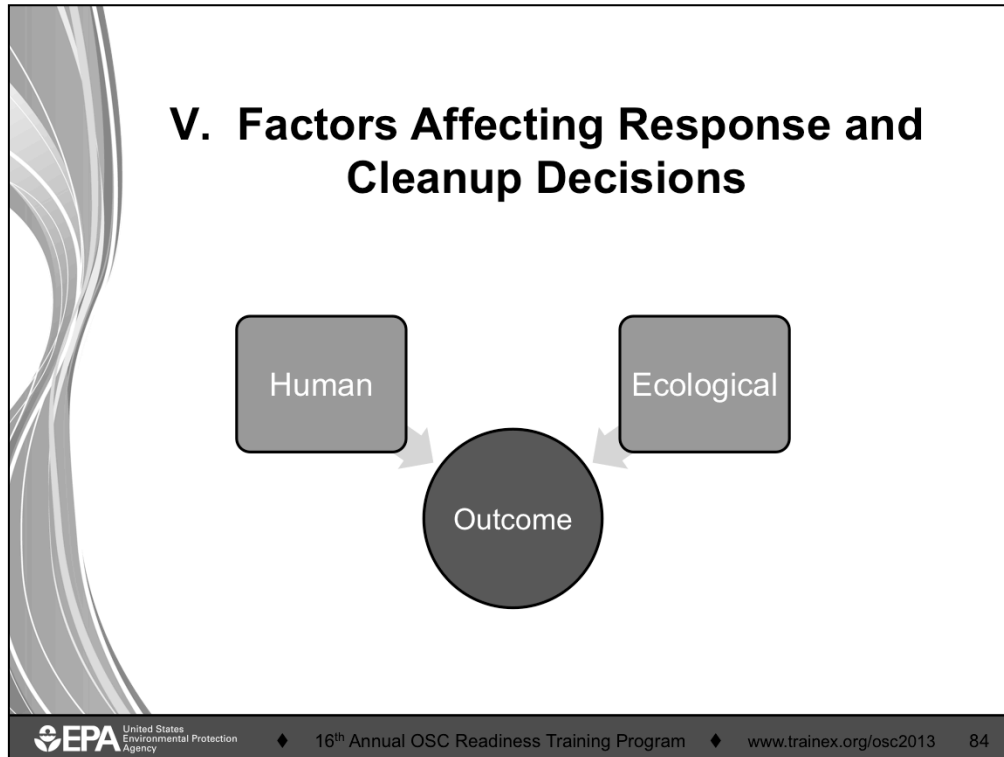 V. Factors Affecting Response and
Cleanup Decisions
Human
Ecological
Outcome
EPA United States
Environmental Protection
Agency
♦ 16th Annual OSC Readiness Training Program ♦ www.trainex.org/osc2013 84